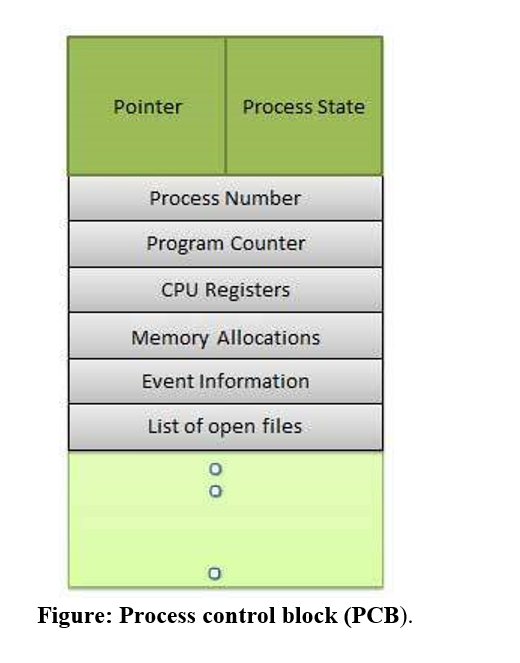 Pointer Process State
Process Number
Program Counter
CPU Registers
Memory Allocations
Event Information
List of open files
Figure: Process control block (PCB).